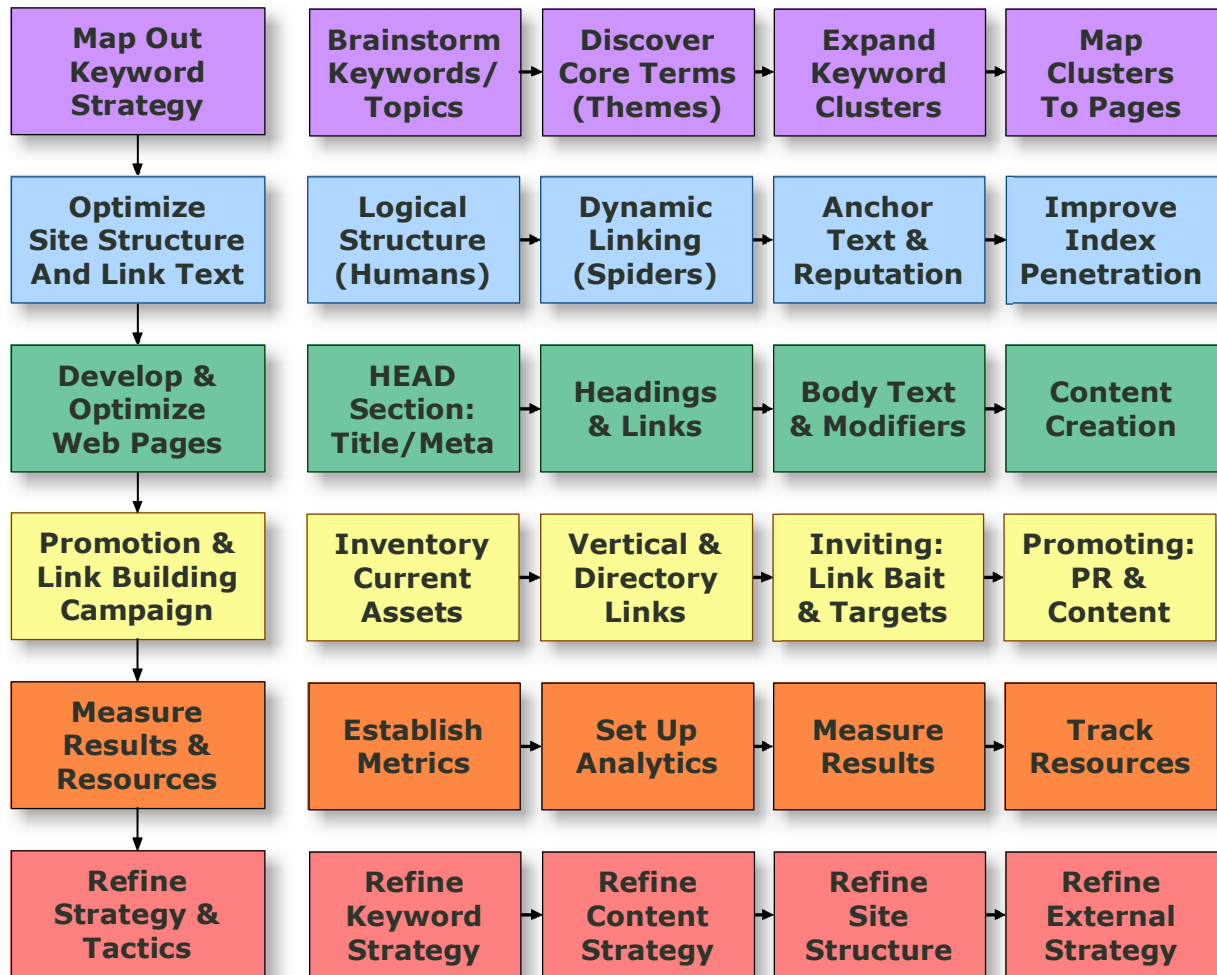 Map Out
Keyword
Strategy
Brainstorm
Keywords/
Topics
Discover
Core Terms
(Themes)
Expand
Keyword
Clusters
Map
Clusters
To Pages
Optimize
Site Structure
And Link Text
Logical
Structure
(Humans)
Dynamic
Linking
(Spiders)
Anchor
Text &
Reputation
Improve
Index
Penetration
Develop &
Optimize
Web Pages
HEAD
Section:
Title/Meta
Headings
& Links
Body Text
& Modifiers
Content
Creation
Promotion &
Link Building
Campaign
Inventory
Current
Assets
Vertical &
Directory
Links
Inviting:
Link Bait
& Targets
Promoting:
PR &
Content
Measure
Results &
Resources
Establish
Metrics
Set Up
Analytics
Measure
Results
Track
Resources
Refine
Strategy &
Tactics
Refine
Keyword
Strategy
Refine
Content
Strategy
Refine
Site
Structure
Refine
External
Strategy